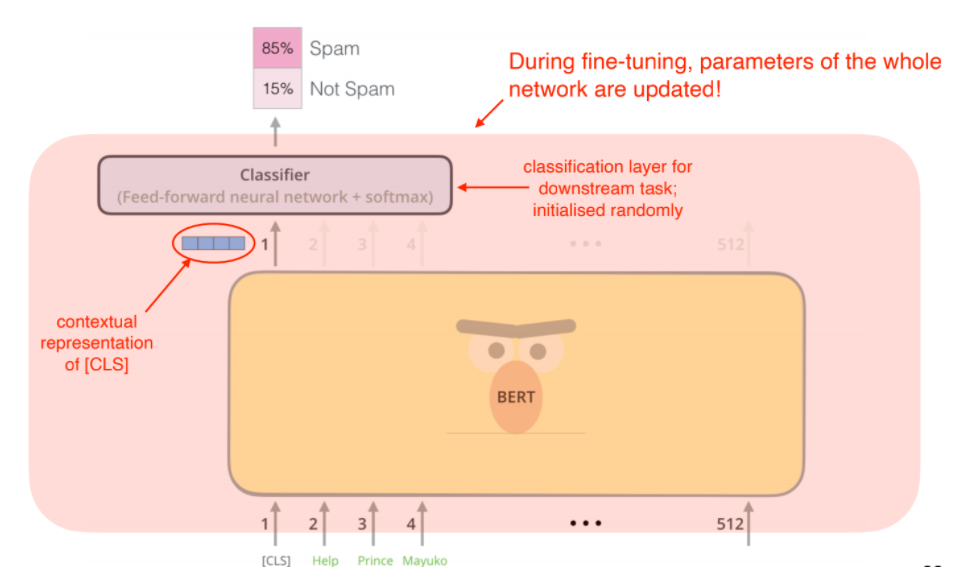 85% Spam
15% Not Spam
During fine-tuning, parameters of the whole
network are updated!
Classifier
(Feed-forward neural network + softmax)
classification layer for
downstream task;
initialised randomly
1 2 3 4 ••• 512
contextual
representation
of [CLS]
BERT
1 2 3 4 ••• 512
[CLS] Help Prince Mayuko